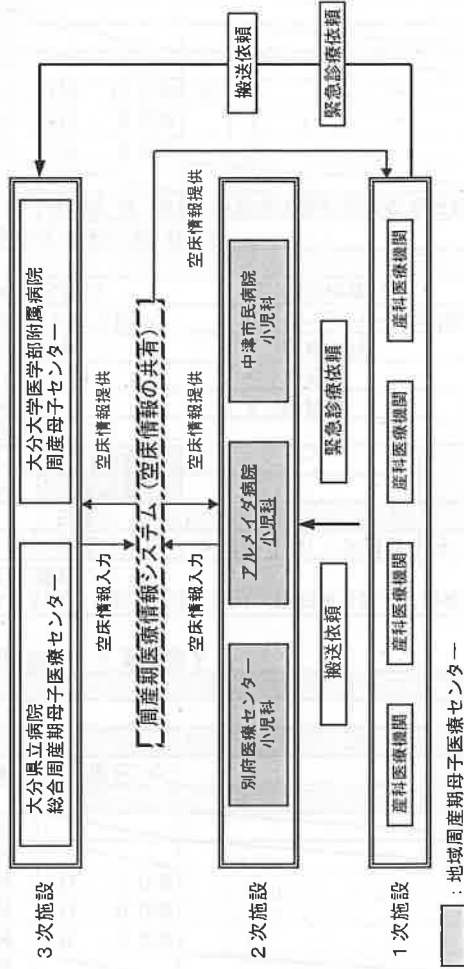 3次施設
大分県立病院
総合周産期母子医療センター
大分大学医学部附属病院
周産母子センター
空床情報入力
空床情報提供
周産期医療情報システム（空床情報の共有）
空床情報入力
空床情報提供
空床情報提供
2次施設
別府医療センター
小児科
アルメイダ病院
小児科
中津市民病院
小児科
搬送依頼
緊急診療依頼
1次施設
産科医療機関
産科医療機関
産科医療機関
産科医療機関
搬送依頼
緊急診療依頼
：地域周産期母子医療センター